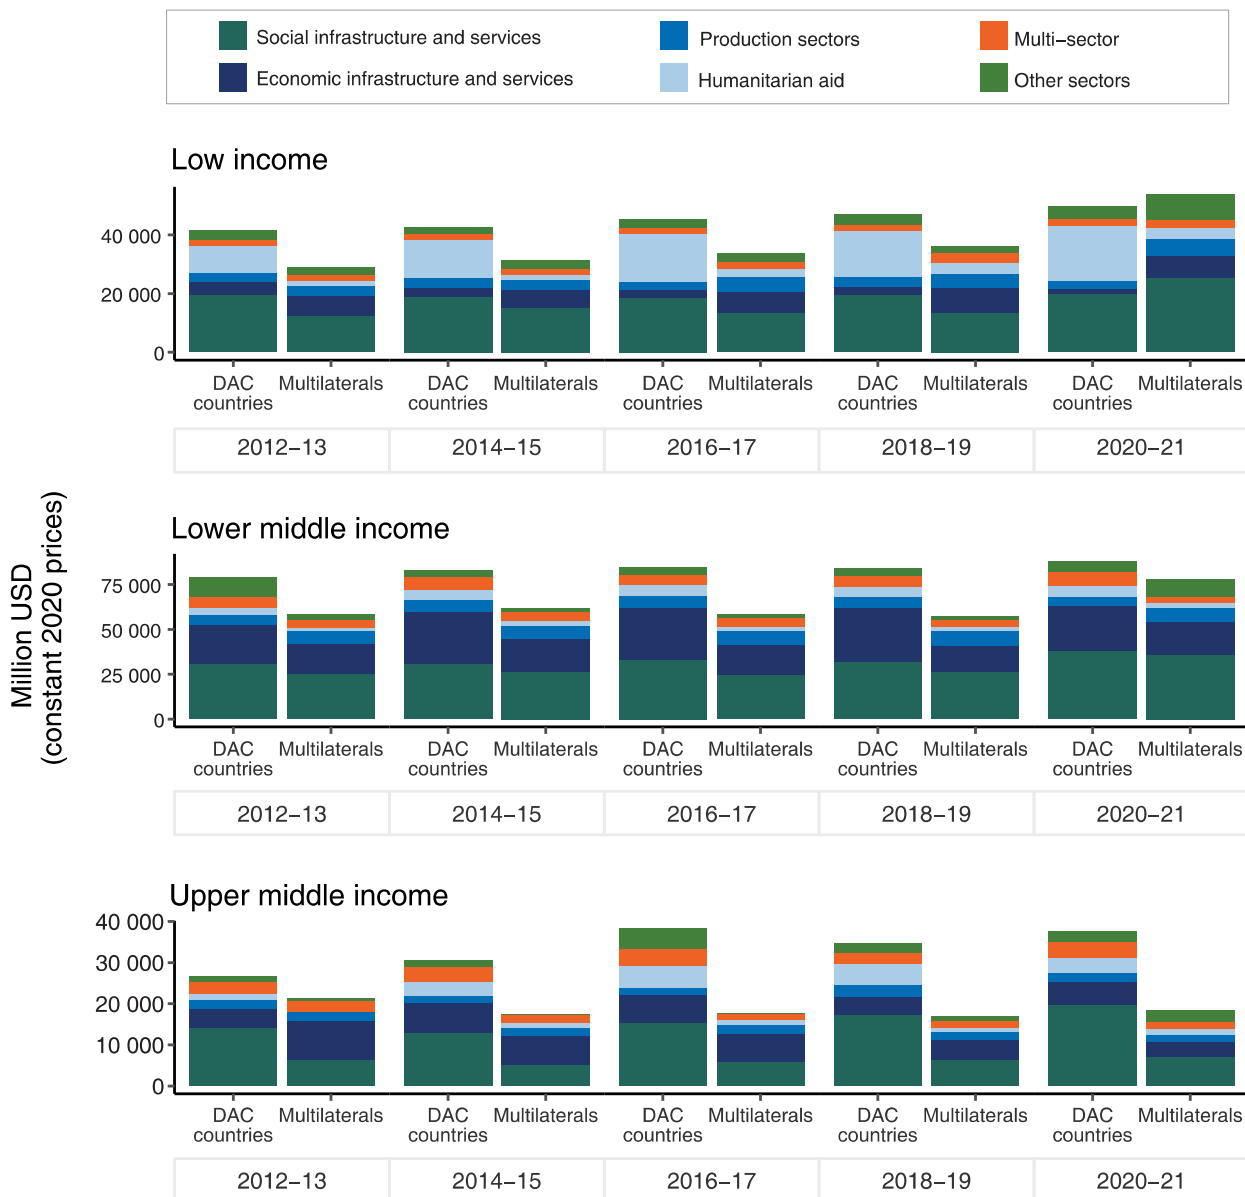 Social infrastructure and services
Production sectors
Multi−sector
Economic infrastructure and services
Humanitarian aid
Other sectors
Million USD
(constant 2020 prices)
Low income
40 000
20 000
0
DAC countries Multilaterals DAC countries Multilaterals DAC countries Multilaterals DAC countries Multilaterals DAC countries Multilaterals
2012−13 2014−15 2016−17 2018−19 2020−21
Lower middle income
75 000
50 000
25 000
0
DAC countries Multilaterals DAC countries Multilaterals DAC countries Multilaterals DAC countries Multilaterals DAC countries Multilaterals
2012−13 2014−15 2016−17 2018−19 2020−21
Upper middle income
40 000
30 000
20 000
10 000
0
DAC countries Multilaterals DAC countries Multilaterals DAC countries Multilaterals DAC countries Multilaterals DAC countries Multilaterals
2012−13 2014−15 2016−17 2018−19 2020−21